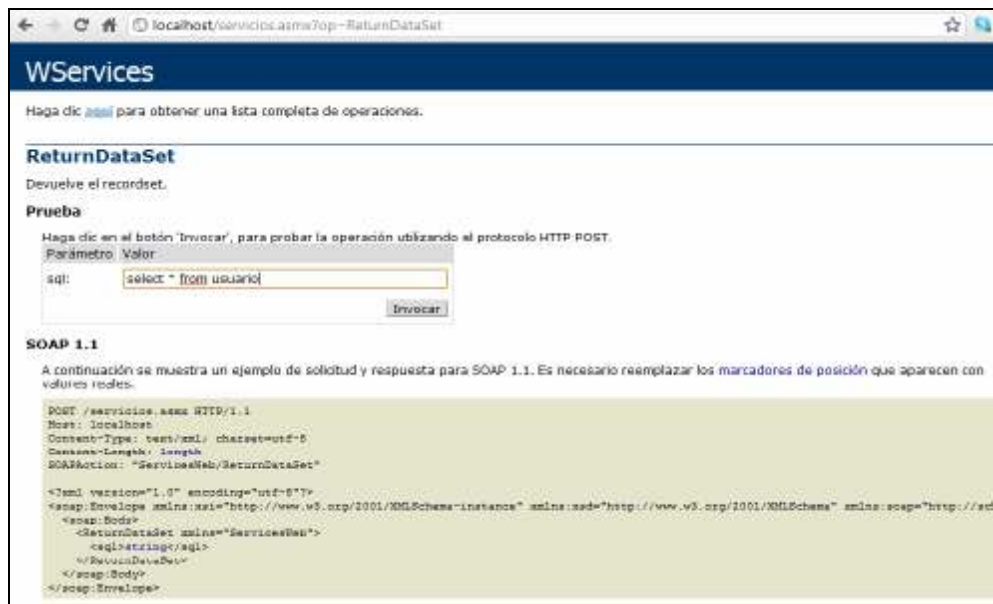 localhost/servicios.asmx?op=ReturnDataSet
WServices
Haga clic aquí para obtener una lista completa de operaciones.
ReturnDataSet
Devuelve el recordset.
Prueba
Haga clic en el botón 'Invocar', para probar la operación utilizando el protocolo HTTP POST.
Parámetro Valor
sql: select * from usuario
Invocar
SOAP 1.1
A continuación se muestra un ejemplo de solicitud y respuesta para SOAP 1.1. Es necesario reemplazar los marcadores de posición que aparecen con
valores reales.
POST /servicios.asmx HTTP/1.1
Host: localhost
Content-Type: text/xml; charset=utf-8
Content-Length: length
SOAPAction: "ServicesWeb/ReturnDataSet"
<?xml version="1.0" encoding="utf-8"?>
<soap:Envelope xmlns:xsi="http://www.w3.org/2001/XMLSchema-instance" xmlns:xsd="http://www.w3.org/2001/XMLSchema" xmlns:soap="http://sc
<soap:Body>
<ReturnDataSet xmlns="ServicesWeb">
<sql>string</sql>
</ReturnDataSet>
</soap:Body>
</soap:Envelope>